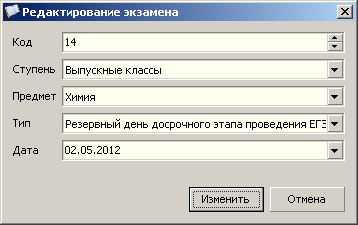 Редактирование экзамена
Код 14
Ступень Выпускные классы
Предмет Химия
Тип Резервный день досрочного этапа проведения ЕГЭ
Дата 02.05.2012
Изменить Отмена